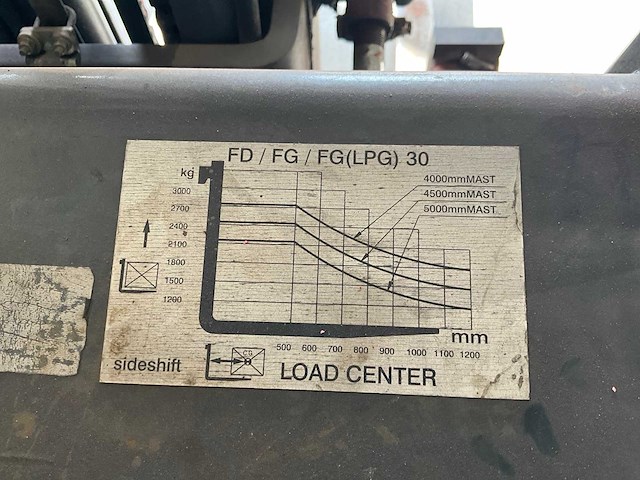 FD / FG / FG(LPG) 30
kg
3000
2700
2400
2100
1800
1500
1200
4000mmMAST
4500mmMAST
5000mmMAST
mm
500 600 700 800 900 1000 1100 1200
sideshift
CG
LOAD CENTER